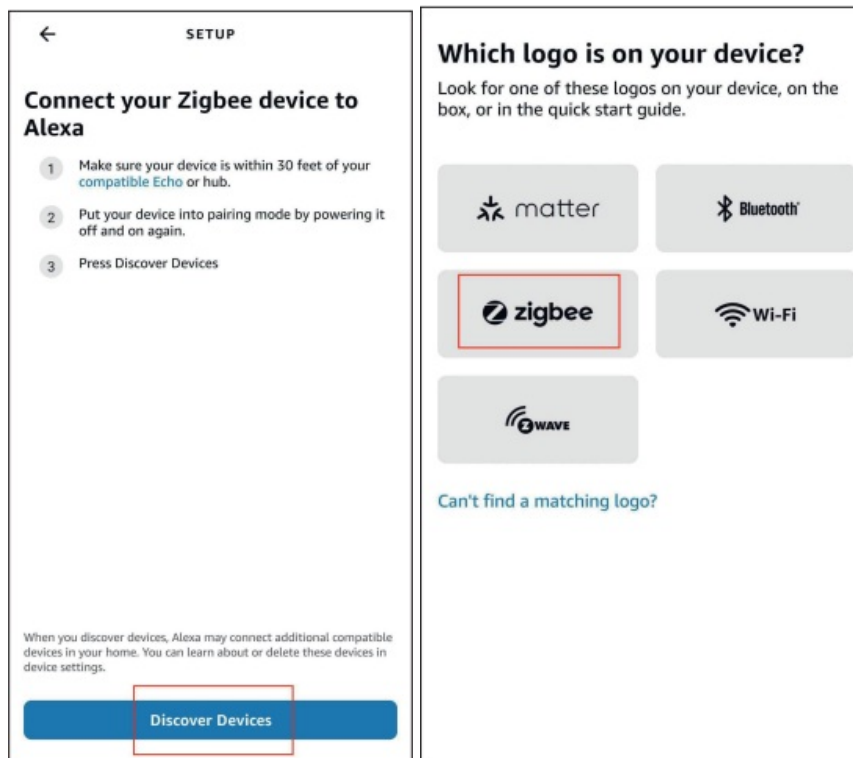 SETUP
Connect your Zigbee device to
Alexa
1 Make sure your device is within 30 feet of your
compatible Echo or hub.
2 Put your device into pairing mode by powering it
off and on again.
3 Press Discover Devices
When you discover devices, Alexa may connect additional compatible
devices in your home. You can learn about or delete these devices in
device settings.
Discover Devices
Which logo is on your device?
Look for one of these logos on your device, on the
box, or in the quick start guide.
matter
Bluetooth®
zigbee
Wi-Fi
Z WAVE
Can't find a matching logo?